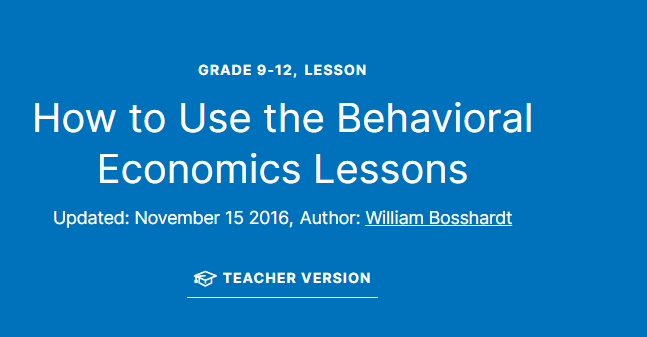 GRADE 9-12, LESSON
How to Use the Behavioral
Economics Lessons
Updated: November 15 2016, Author: William Bosshardt
TEACHER VERSION